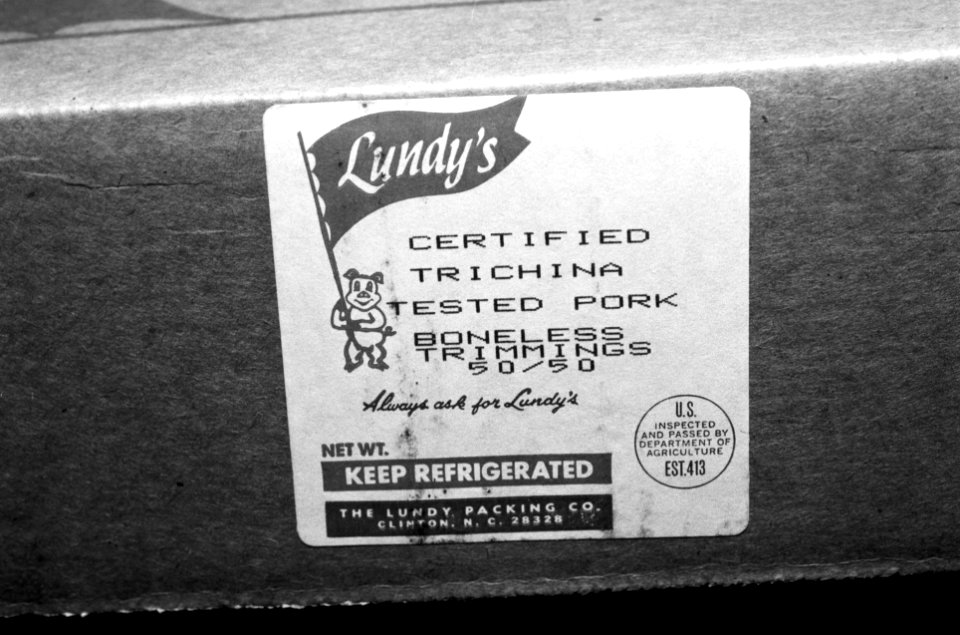 Lundy's
CERTIFIED
TRICHINA
TESTED PORK
BONELESS
TRIMMINGS
50/50
Always ask for Lundy's
NET WT.
KEEP REFRIGERATED
THE LUNDY PACKING CO.
CLINTON, N. C. 28328
U.S.
INSPECTED
AND PASSED BY
DEPARTMENT OF
AGRICULTURE
EST.413